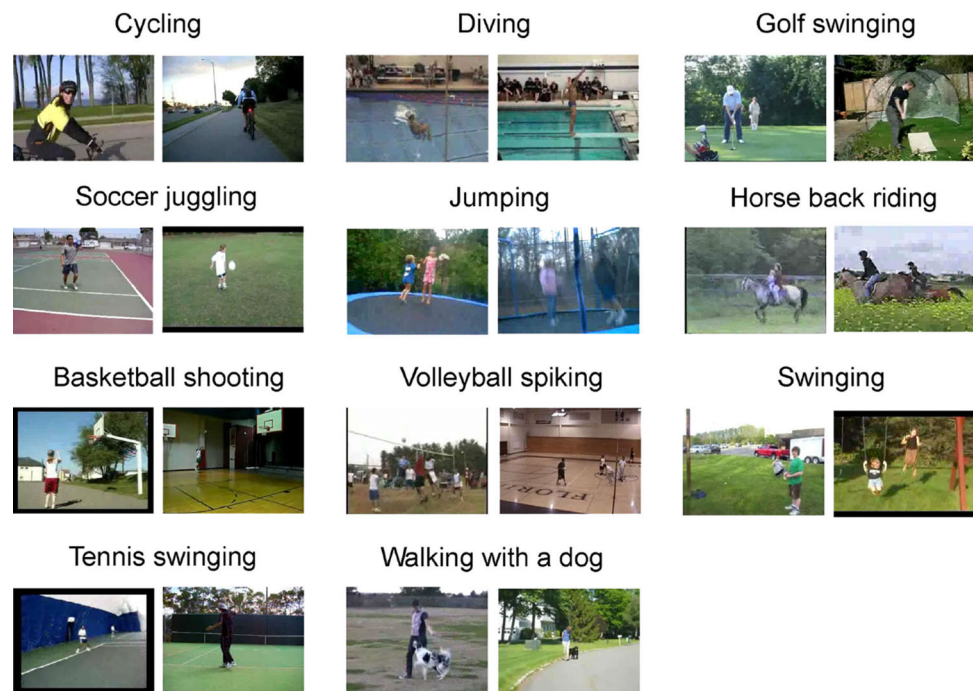 Cycling
Diving
Golf swinging
Soccer juggling
Jumping
Horse back riding
Basketball shooting
Volleyball spiking
Swinging
FLORI
Tennis swinging
Walking with a dog